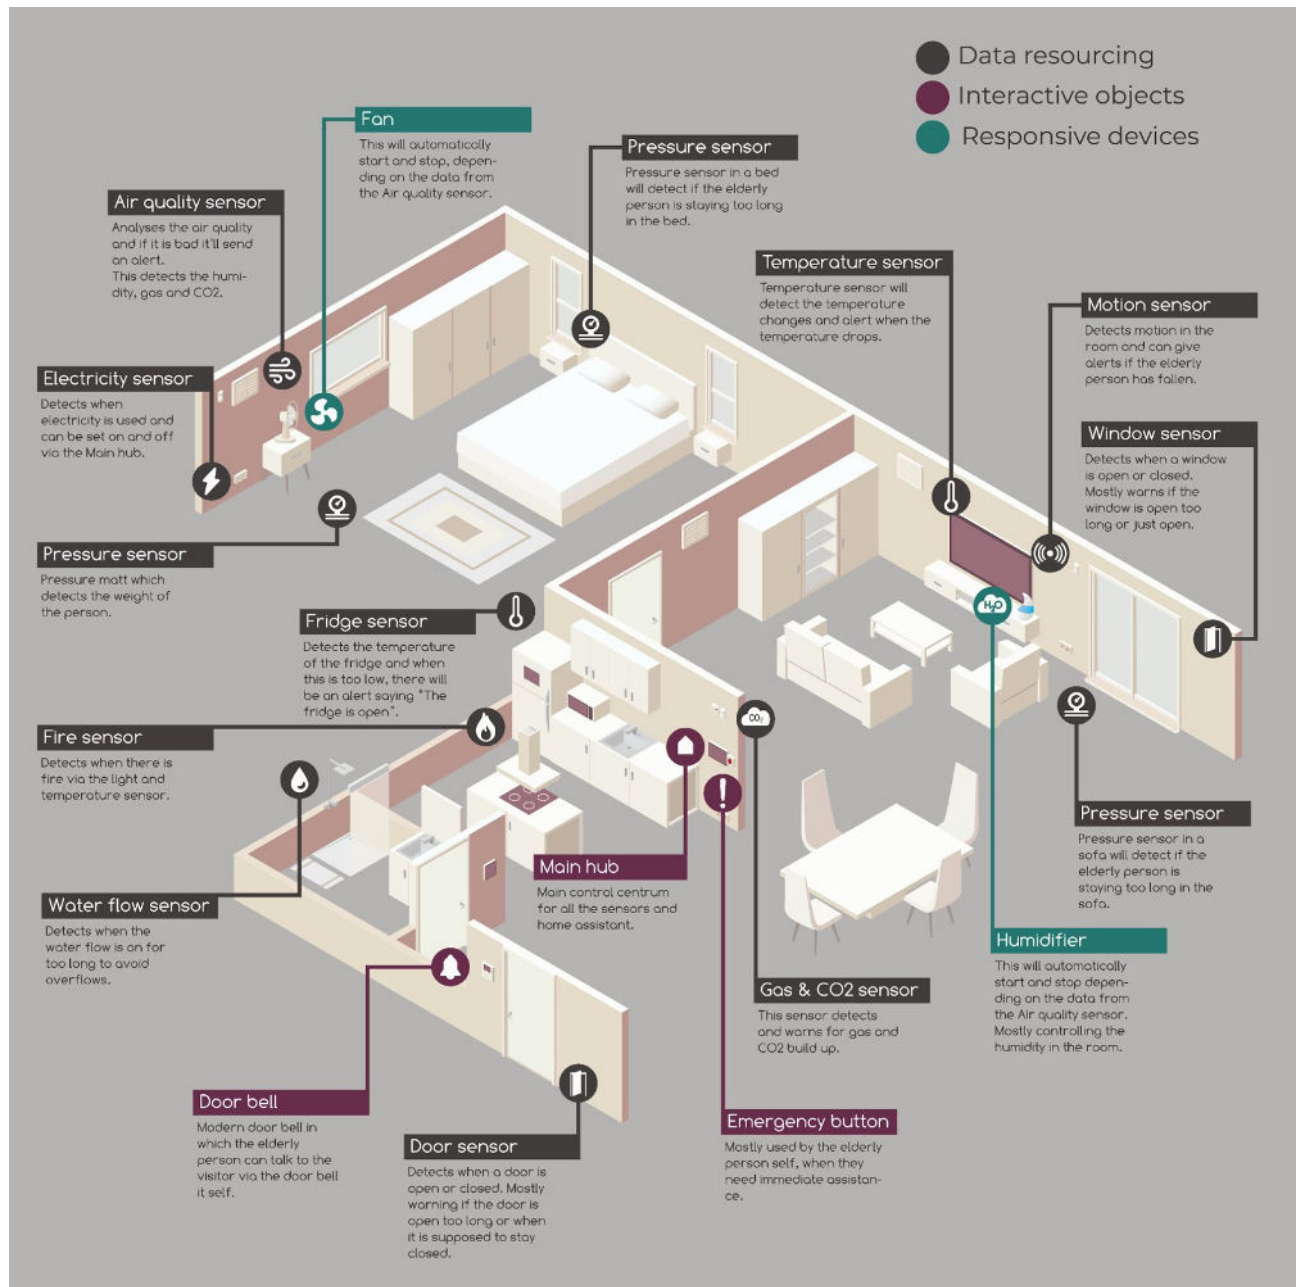 Data resourcing
Interactive objects
Responsive devices
Fan
This will automatically
start and stop, depen-
ding on the data from
the Air quality sensor.
Pressure sensor
Pressure sensor in a bed
will detect if the elderly
person is staying too long
in the bed.
Air quality sensor
Analyses the air quality
and if it is bad it'll send
an alert.
This detects the humi-
dity, gas and CO2.
Temperature sensor
Temperature sensor will
detect the temperature
changes and alert when the
temperature drops.
Motion sensor
Detects motion in the
room and can give
alerts if the elderly
person has fallen.
Electricity sensor
Detects when
electricity is used and
can be set on and off
via the Main hub.
Window sensor
Detects when a window
is open or closed.
Mostly warns if the
window is open too
long or just open.
Pressure sensor
Pressure matt which
detects the weight of
the person.
Fridge sensor
Detects the temperature
of the fridge and when
this is too low, there will
be an alert saying "The
fridge is open".
H2O
CO2
Fire sensor
Detects when there is
fire via the light and
temperature sensor.
Pressure sensor
Pressure sensor in a
sofa will detect if the
elderly person is
staying too long in the
sofa.
Main hub
Main control centrum
for all the sensors and
home assistant.
Water flow sensor
Detects when the
water flow is on for
too long to avoid
overflows.
Humidifier
This will automatically
start and stop depen-
ding on the data from
the Air quality sensor.
Mostly controlling the
humidity in the room.
Gas & CO2 sensor
This sensor detects
and warns for gas and
CO2 build up.
Door bell
Modern door bell in
which the elderly
person can talk to the
visitor via the door bell
it self.
Door sensor
Detects when a door is
open or closed. Mostly
warning if the door is
open too long or when
it is supposed to stay
closed.
Emergency button
Mostly used by the elderly
person self, when they
need immediate assistan-
ce.